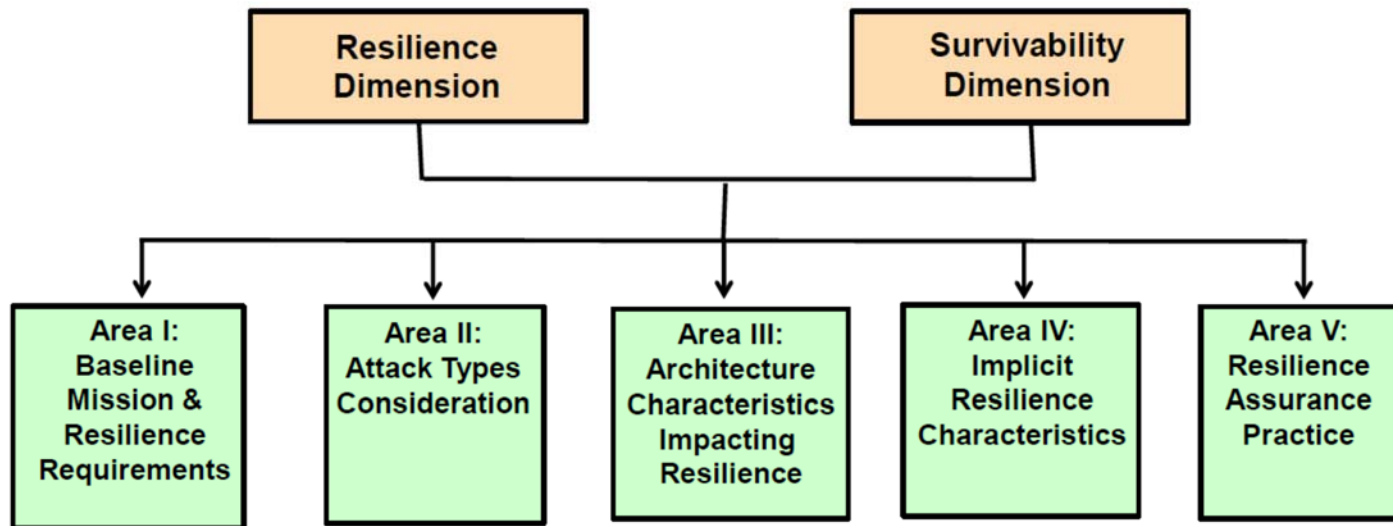 Resilience
Dimension
Survivability
Dimension
Area I:
Baseline
Mission &
Resilience
Requirements
Area II:
Attack Types
Consideration
Area III:
Architecture
Characteristics
Impacting
Resilience
Area IV:
Implicit
Resilience
Characteristics
Area V:
Resilience
Assurance
Practice